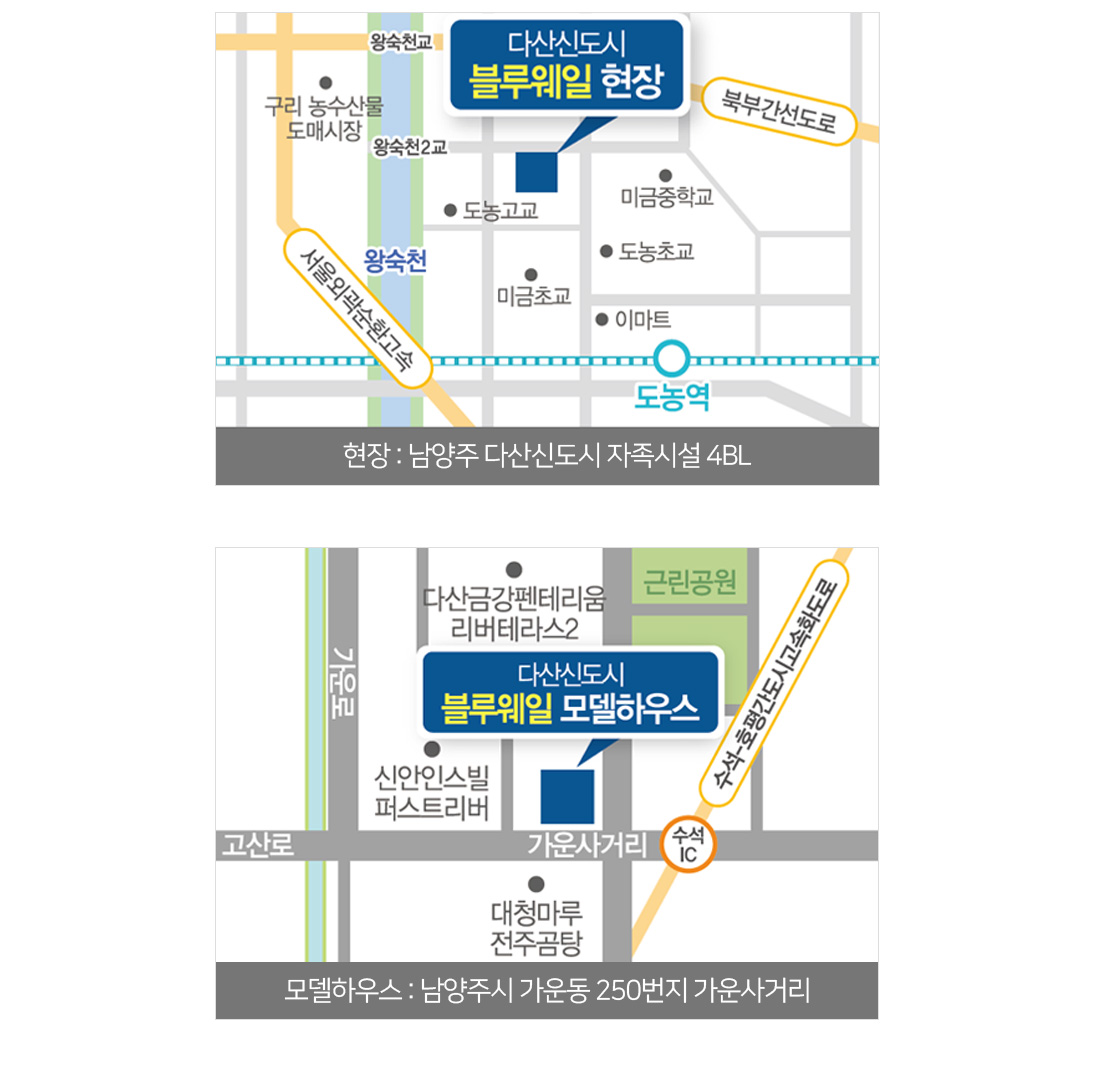 왕숙천교
다산신도시
블루웨일 현장
북부간선도로
구리 농수산물
도매시장
왕숙천2교
미금중학교
도농고교
도농초교
왕숙천
서울외곽순환고속
미금초교
이마트
도농역
현장 : 남양주 다산신도시 자족시설 4BL
다산금강펜테리움
리버테라스2
근린공원
가운로
다산신도시
블루웨일 모델하우스
수석-호평간도시고속화도로
신안인스빌
퍼스트리버
고산로
가운사거리
수석
IC
대청마루
전주곰탕
모델하우스 : 남양주시 가운동 250번지 가운사거리